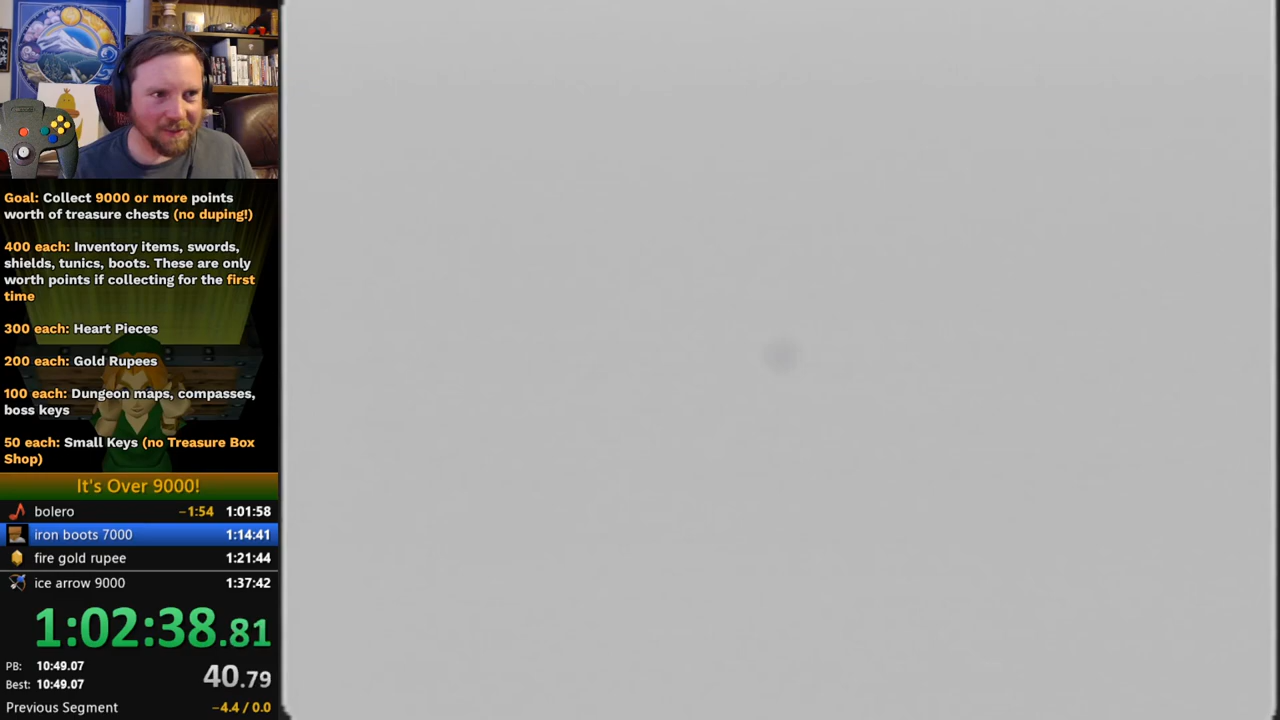 Goal: Collect 9000 or more points
worth of treasure chests (no duping!)
400 each: Inventory items, swords,
shields, tunics, boots. These are only
worth points if collecting for the first
time
300 each: Heart Pieces
200 each: Gold Rupees
100 each: Dungeon maps, compasses,
boss keys
50 each: Small Keys (no Treasure Box
Shop)
It's Over 9000!
bolero -1:54 1:01:58
iron boots 7000 1:14:41
fire gold rupee 1:21:44
ice arrow 9000 1:37:42
1:02:38.81
PB: 10:49.07
Best: 10:49.07
40.79
Previous Segment -4.4 / 0.0